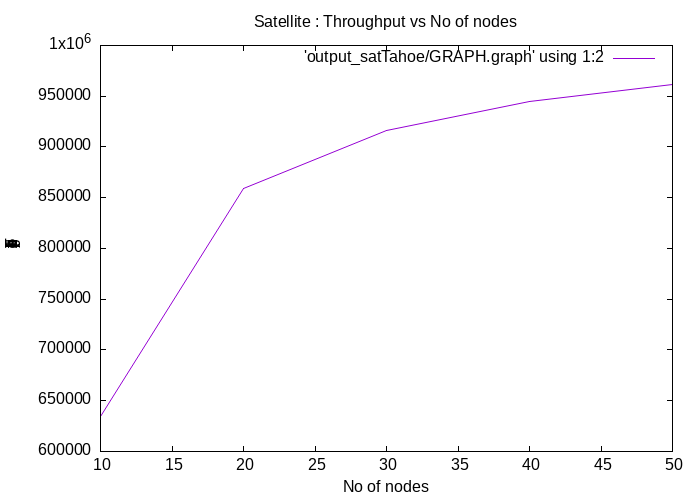 Satellite : Throughput vs No of nodes
1x10^6
'output_satTahoe/GRAPH.graph' using 1:2
950000
900000
850000
800000
750000
700000
650000
600000
10 15 20 25 30 35 40 45 50
No of nodes